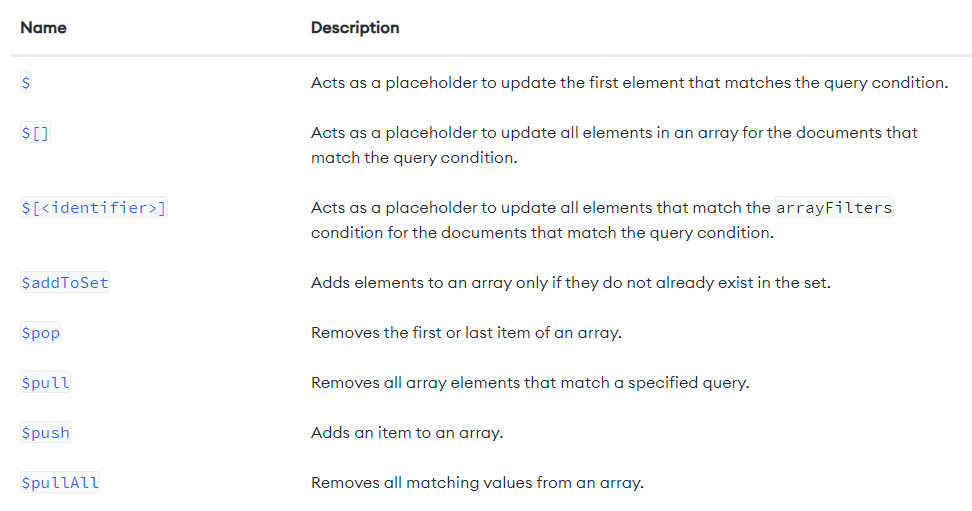 Name Description
$ Acts as a placeholder to update the first element that matches the query condition.
$[] Acts as a placeholder to update all elements in an array for the documents that
match the query condition.
$[<identifier>] Acts as a placeholder to update all elements that match the arrayFilters
condition for the documents that match the query condition.
$addToSet Adds elements to an array only if they do not already exist in the set.
$pop Removes the first or last item of an array.
$pull Removes all array elements that match a specified query.
$push Adds an item to an array.
$pullAll Removes all matching values from an array.